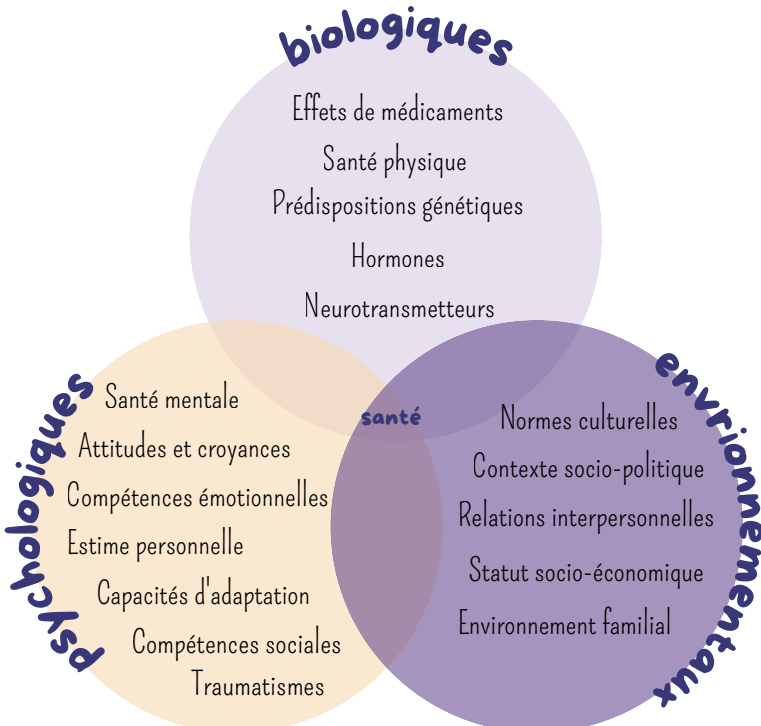 biologiques
Effets de médicaments
Santé physique
Prédispositions génétiques
Hormones
Neurotransmetteurs
psychologiques
Santé mentale
Attitudes et croyances
Compétences émotionnelles
Estime personnelle
Capacités d'adaptation
Compétences sociales
Traumatismes
santé
envrionnementaux
Normes culturelles
Contexte socio-politique
Relations interpersonnelles
Statut socio-économique
Environnement familial